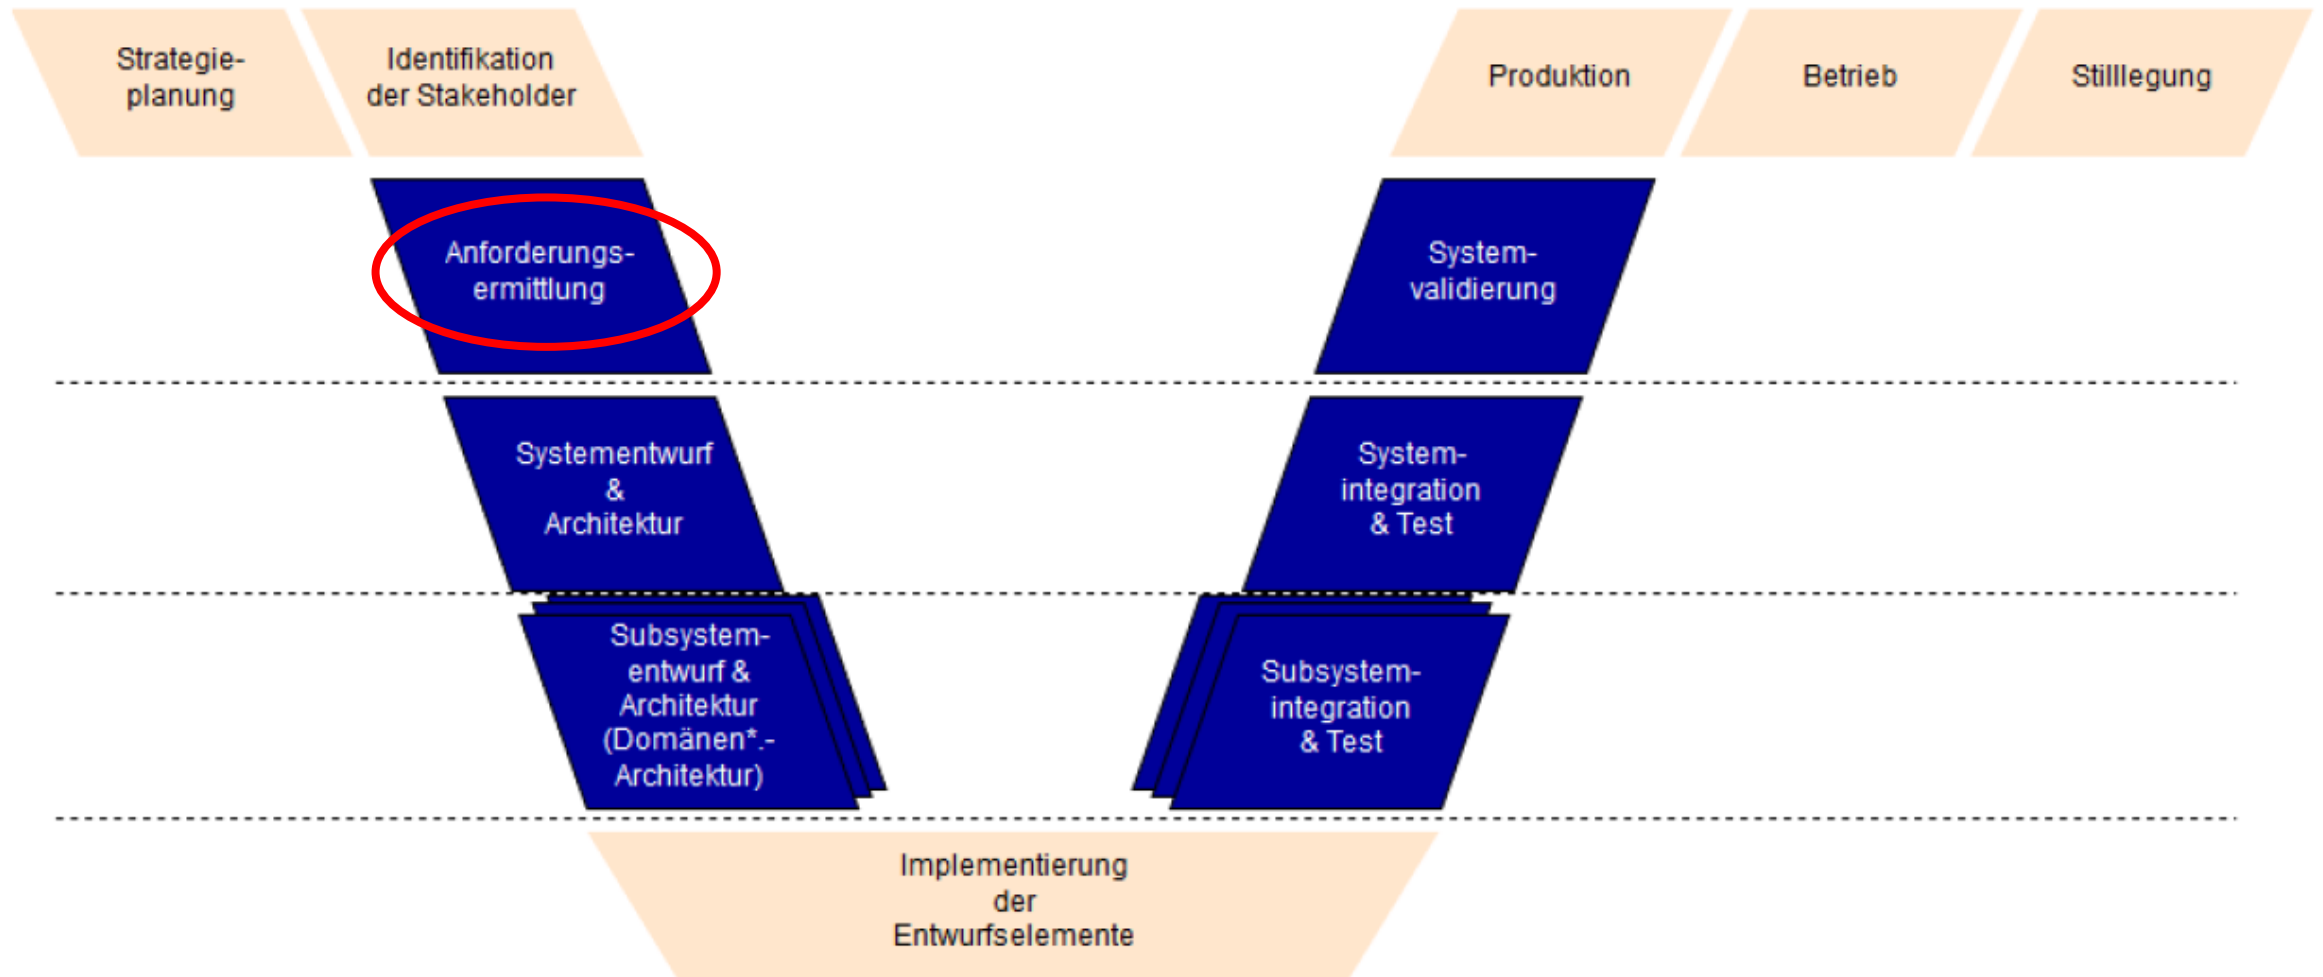 Strategie-
planung
Identifikation
der Stakeholder
Produktion
Betrieb
Stilllegung
Anforderungs-
ermittlung
System-
validierung
Systementwurf
&
Architektur
System-
integration
& Test
Subsystem-
entwurf &
Architektur
(Domänen*.-
Architektur)
Subsystem-
integration
& Test
Implementierung
der
Entwurfselemente